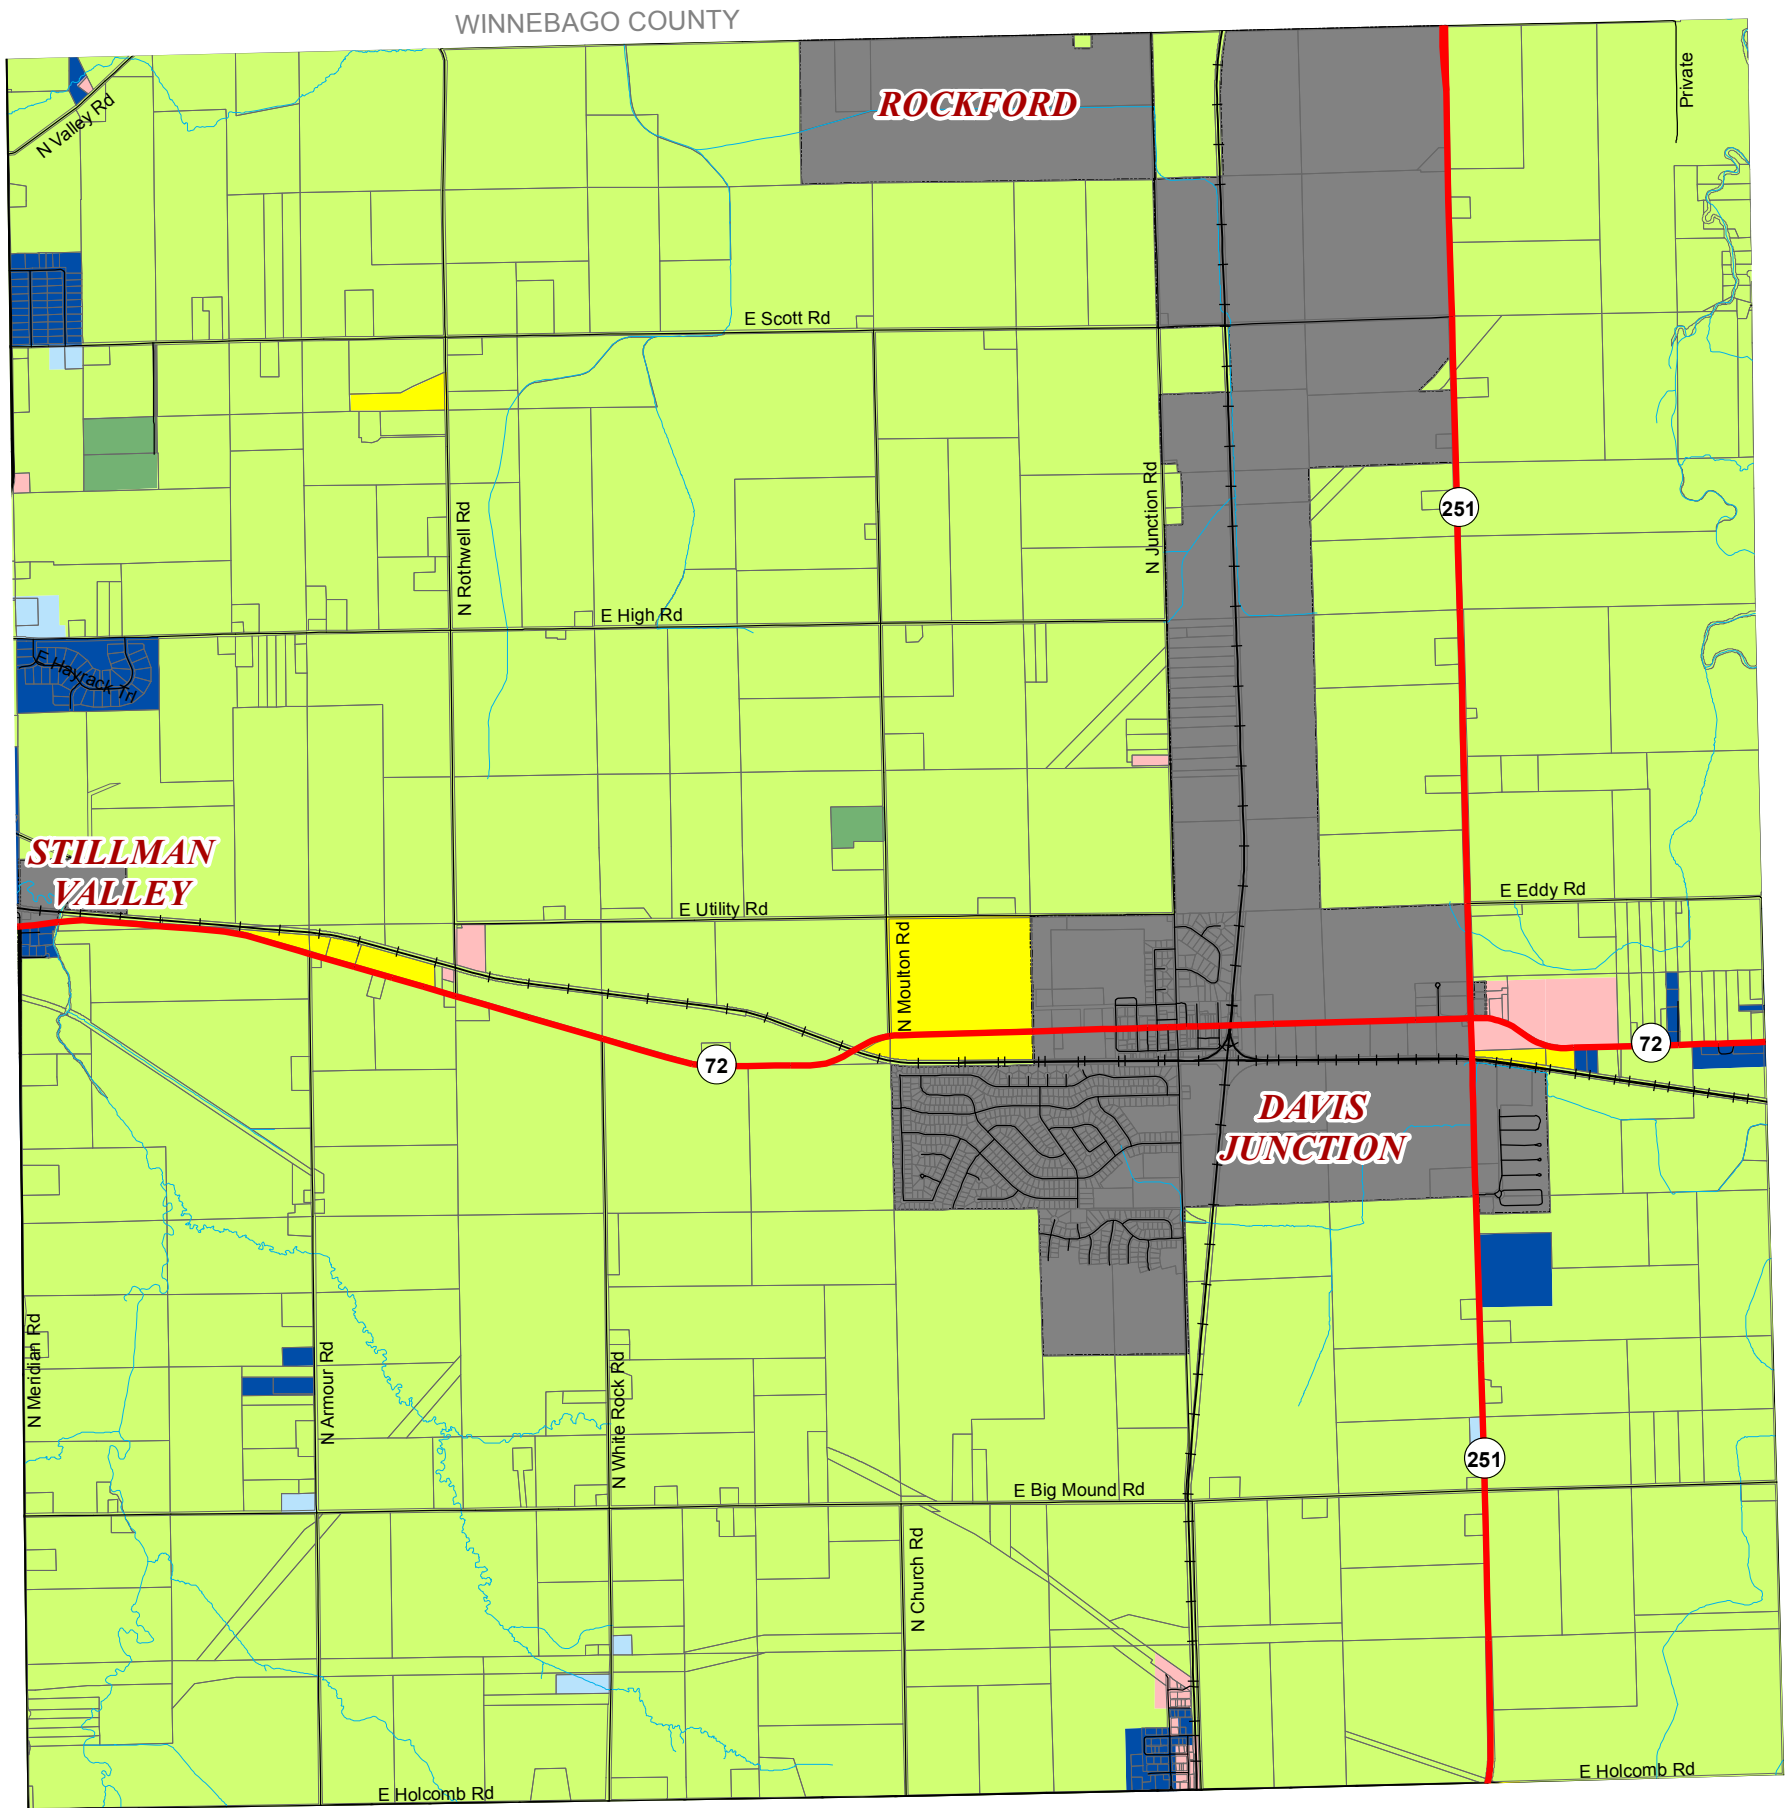 WINNEBAGO COUNTY
Private
ROCKFORD
N Valley Rd
E Scott Rd
N Rothwell Rd
N Junction Rd
251
E High Rd
E Hayrack Trl
STILLMAN
VALLEY
E Utility Rd
E Eddy Rd
N Moulton Rd
72
72
DAVIS
JUNCTION
N Meridian Rd
N Armour Rd
N White Rock Rd
251
E Big Mound Rd
N Church Rd
E Holcomb Rd
E Holcomb Rd